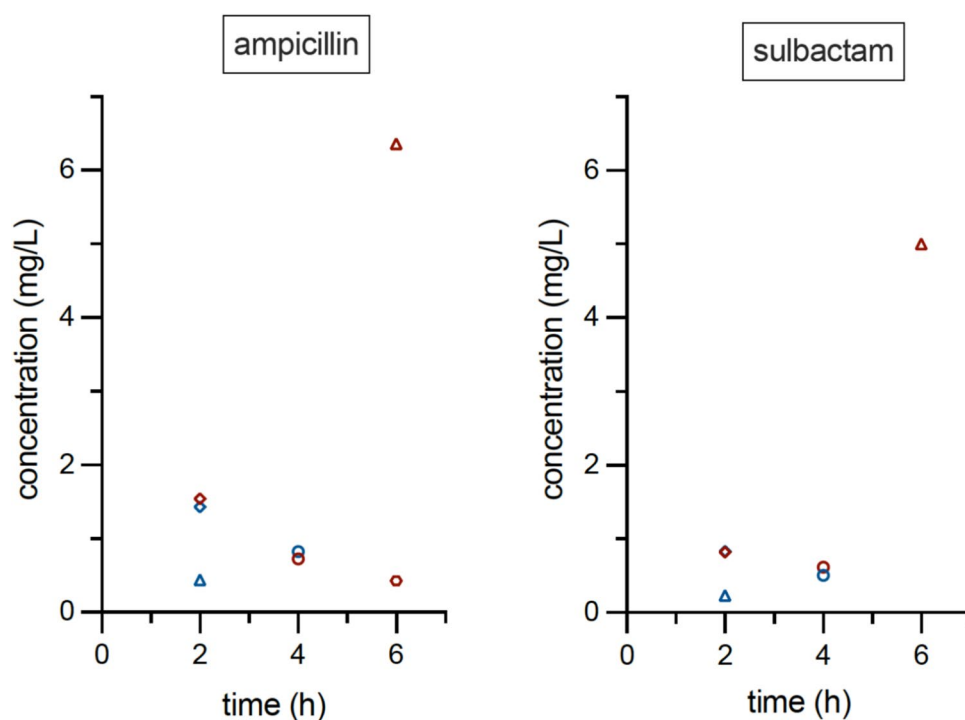 ampicillin
concentration (mg/L)
6
4
2
0
0 2 4 6
time (h)
sulbactam
concentration (mg/L)
6
4
2
0
0 2 4 6
time (h)